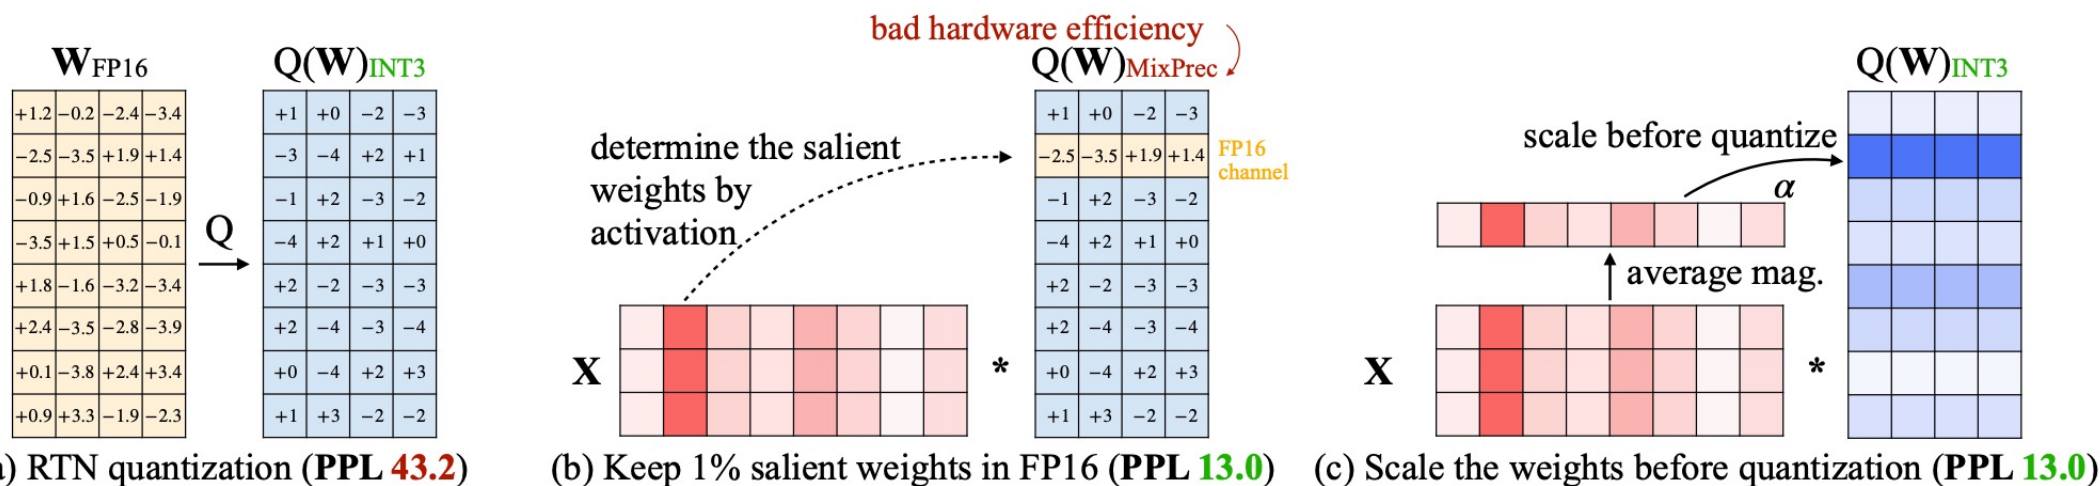 W_FP16
+1.2 −0.2 −2.4 −3.4
−2.5 −3.5 +1.9 +1.4
−0.9 +1.6 −2.5 −1.9
−3.5 +1.5 +0.5 −0.1
+1.8 −1.6 −3.2 −3.4
+2.4 −3.5 −2.8 −3.9
+0.1 −3.8 +2.4 +3.4
+0.9 +3.3 −1.9 −2.3
Q
Q(W)_INT3
+1 +0 −2 −3
−3 −4 +2 +1
−1 +2 −3 −2
−4 +2 +1 +0
+2 −2 −3 −3
+2 −4 −3 −4
+0 −4 +2 +3
+1 +3 −2 −2
) RTN quantization (PPL 43.2)
bad hardware efficiency
Q(W)_MixPrec
determine the salient
weights by
activation
+1 +0 −2 −3
−2.5 −3.5 +1.9 +1.4
FP16
channel
−1 +2 −3 −2
−4 +2 +1 +0
+2 −2 −3 −3
+2 −4 −3 −4
+0 −4 +2 +3
+1 +3 −2 −2
X
*
(b) Keep 1% salient weights in FP16 (PPL 13.0)
Q(W)_INT3
scale before quantize
α
average mag.
X
*
(c) Scale the weights before quantization (PPL 13.0)